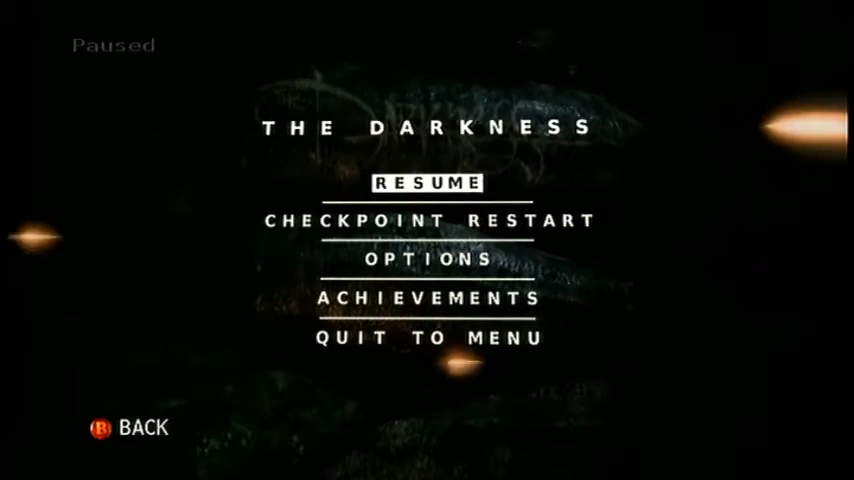 Paused
THE DARKNESS
RESUME
CHECKPOINT RESTART
OPTIONS
ACHIEVEMENTS
QUIT TO MENU
B BACK